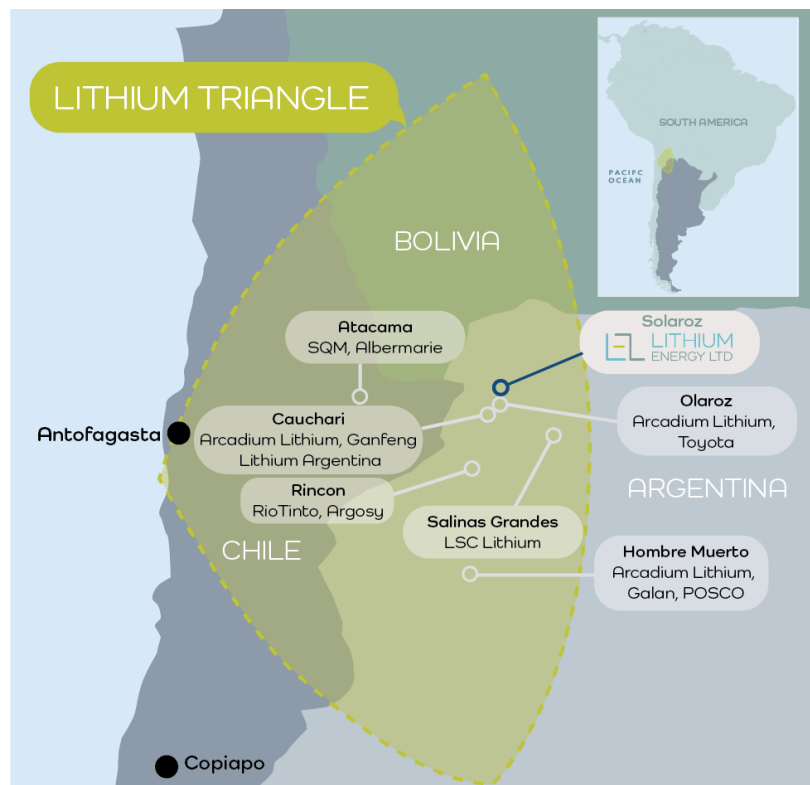 LITHIUM TRIANGLE
SOUTH AMERICA
PACIFC
OCEAN
BOLIVIA
Atacama
SQM, Albermarie
Solaroz
LITHIUM
ENERGY LTD
Antofagasta
Cauchari
Arcadium Lithium, Ganfeng
Lithium Argentina
Olaroz
Arcadium Lithium,
Toyota
Rincon
RioTinto, Argosy
ARGENTINA
Salinas Grandes
LSC Lithium
CHILE
Hombre Muerto
Arcadium Lithium,
Galan, POSCO
Copiapo